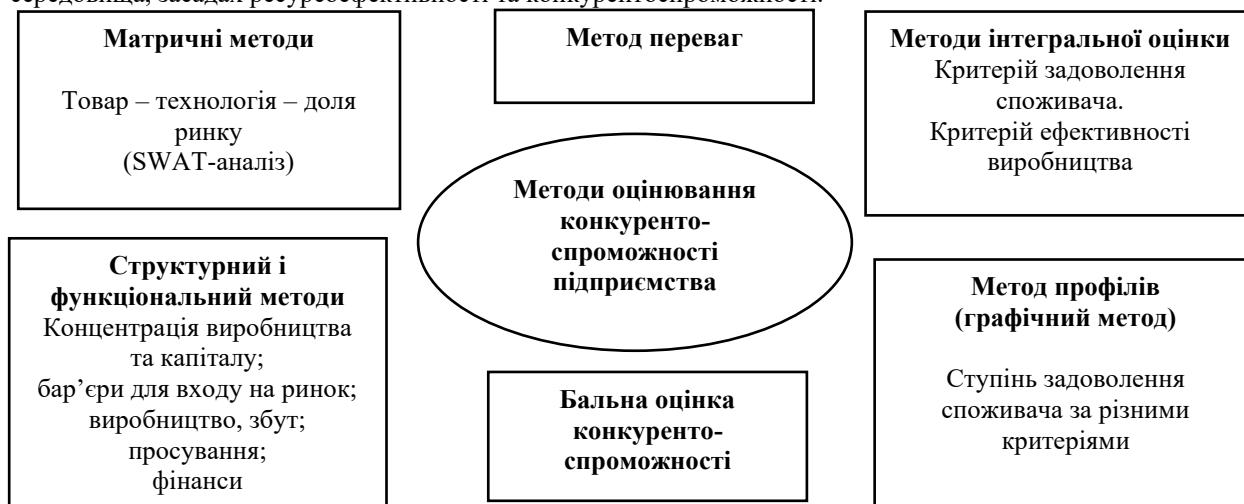 середовища, засадах ресурсоефективності та конкурентоспроможності.
Матричні методи
Товар – технологія – доля
ринку
(SWAT-аналіз)
Метод переваг
Методи інтегральної оцінки
Критерій задоволення
споживача.
Критерій ефективності
виробництва
Методи оцінювання
конкуренто-
спроможності
підприємства
Структурний і
функціональний методи
Концентрація виробництва
та капіталу;
бар’єри для входу на ринок;
виробництво, збут;
просування;
фінанси
Бальна оцінка
конкуренто-
спроможності
Метод профілів
(графічний метод)
Ступінь задоволення
споживача за різними
критеріями